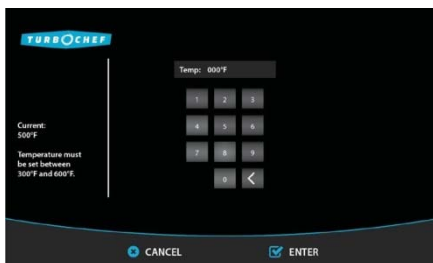 TURBOCHEF
Temp: 000°F
1 2 3
4 5 6
7 8 9
0 <
Current:
500°F
Temperature must
be set between
300°F and 600°F.
CANCEL
ENTER